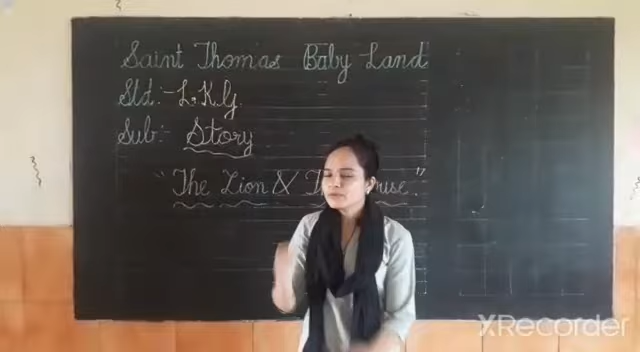 Saint Thomas Baby Land
Std:- L.K.G.
Sub:- Story
"The Lion &
XRecorder